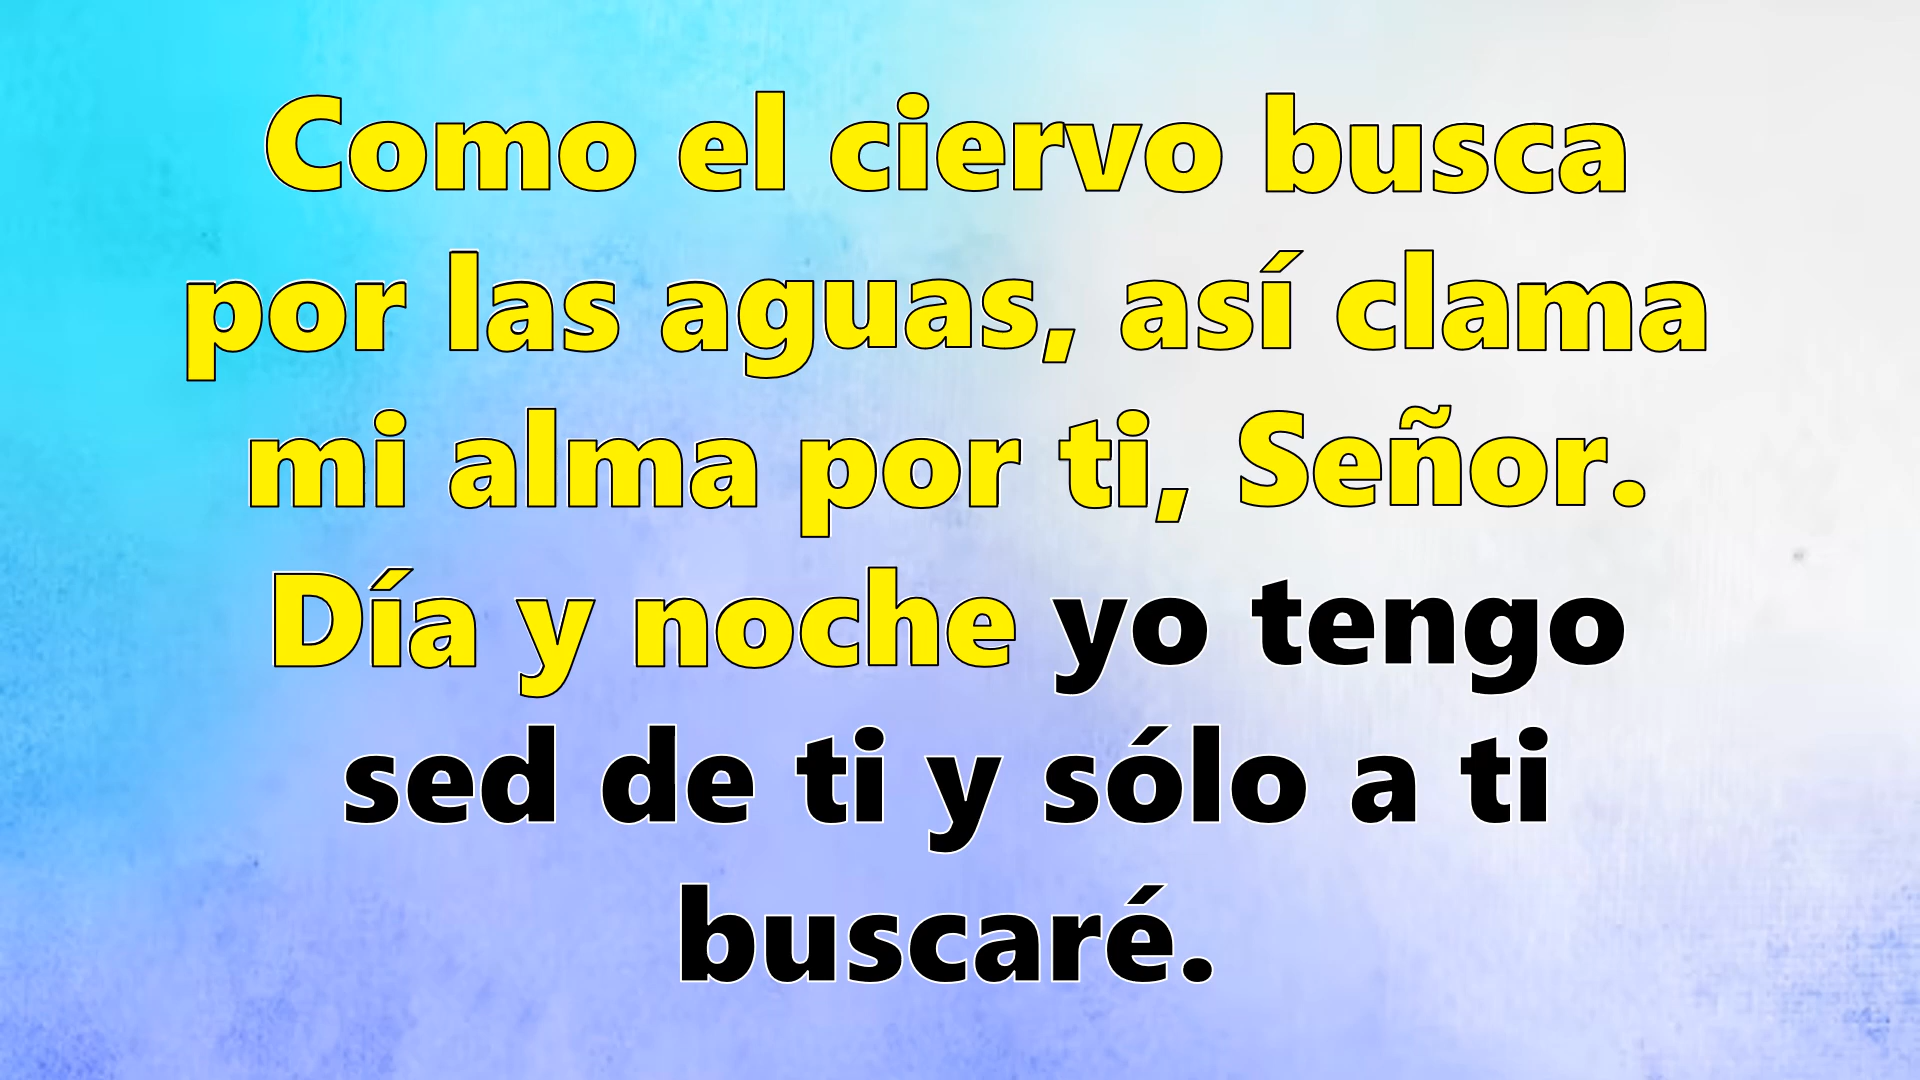 Como el ciervo busca
por las aguas, así clama
mi alma por ti, Señor.
Día y noche yo tengo
sed de ti y sólo a ti
buscaré.